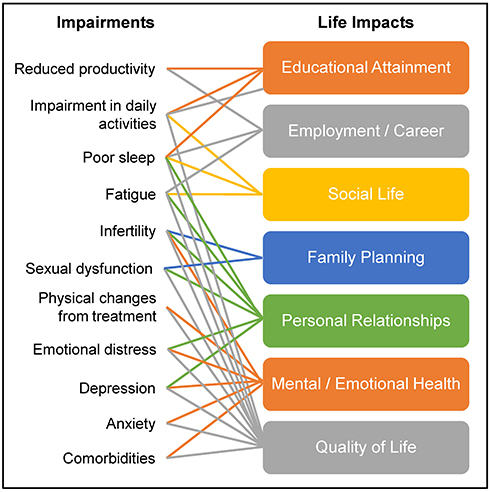 Impairments
Life Impacts
Reduced productivity
Impairment in daily
activities
Poor sleep
Fatigue
Infertility
Sexual dysfunction
Physical changes
from treatment
Emotional distress
Depression
Anxiety
Comorbidities
Educational Attainment
Employment / Career
Social Life
Family Planning
Personal Relationships
Mental / Emotional Health
Quality of Life